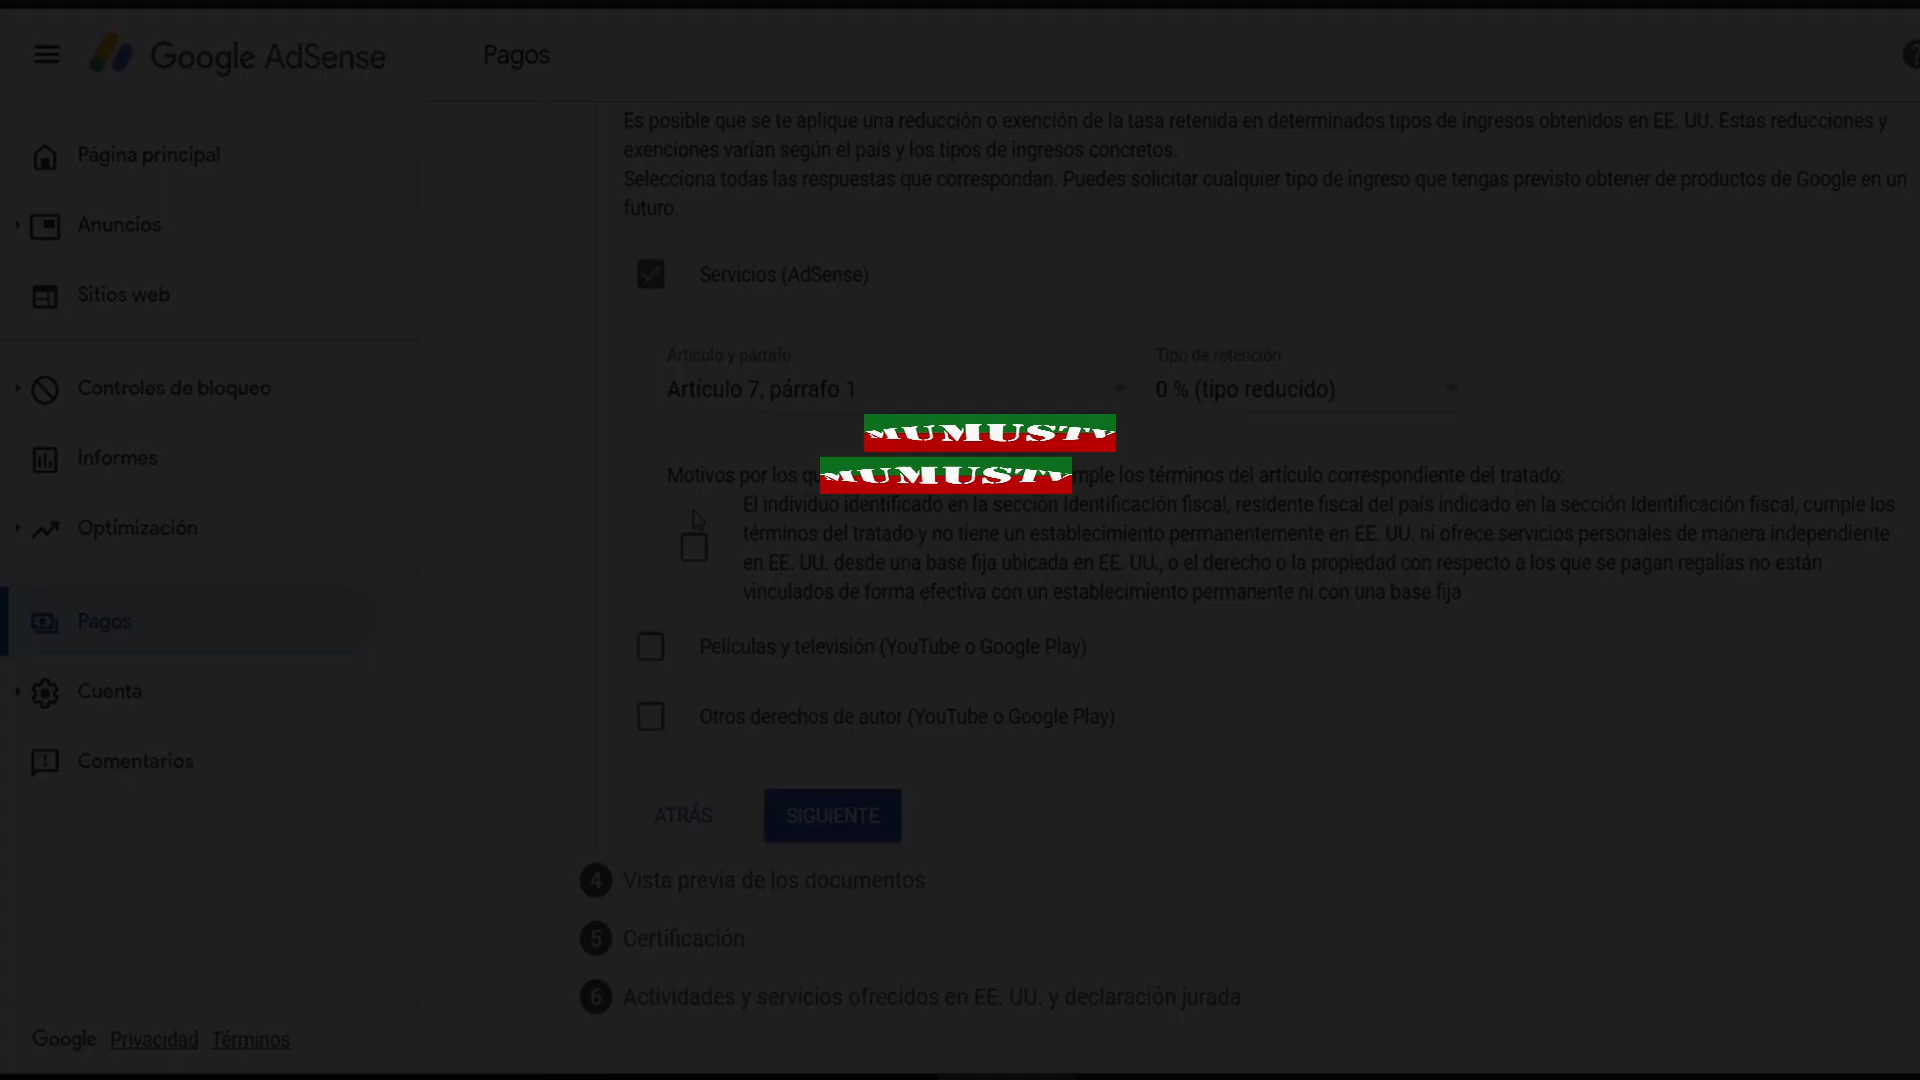 Google AdSense
Pagos
Página principal
Anuncios
Sitios web
Controles de bloqueo
Informes
Optimización
Pagos
Cuenta
Comentarios
Google Privacidad Términos
Es posible que se te aplique una reducción o exención de la tasa retenida en determinados tipos de ingresos obtenidos en EE. UU. Estas reducciones y
exenciones varían según el país y los tipos de ingresos concretos.
Selecciona todas las respuestas que correspondan. Puedes solicitar cualquier tipo de ingreso que tengas previsto obtener de productos de Google en un
futuro.
Servicios (AdSense)
Artículo y párrafo
Artículo 7, párrafo 1
Tipo de retención
0 % (tipo reducido)
MUMUSTV
MUMUSTV
Motivos por los los términos del artículo correspondiente del tratado:
El individuo identificado en la sección Identificación fiscal, residente fiscal del país indicado en la sección Identificación fiscal, cumple los
términos del tratado y no tiene un establecimiento permanentemente en EE. UU. ni ofrece servicios personales de manera independiente
en EE. UU. desde una base fija ubicada en EE. UU., o el derecho o la propiedad con respecto a los que se pagan regalías no están
vinculados de forma efectiva con un establecimiento permanente ni con una base fija
Películas y televisión (YouTube o Google Play)
Otros derechos de autor (YouTube o Google Play)
ATRÁS
SIGUIENTE
4 Vista previa de los documentos
5 Certificación
6 Actividades y servicios ofrecidos en EE. UU. y declaración jurada